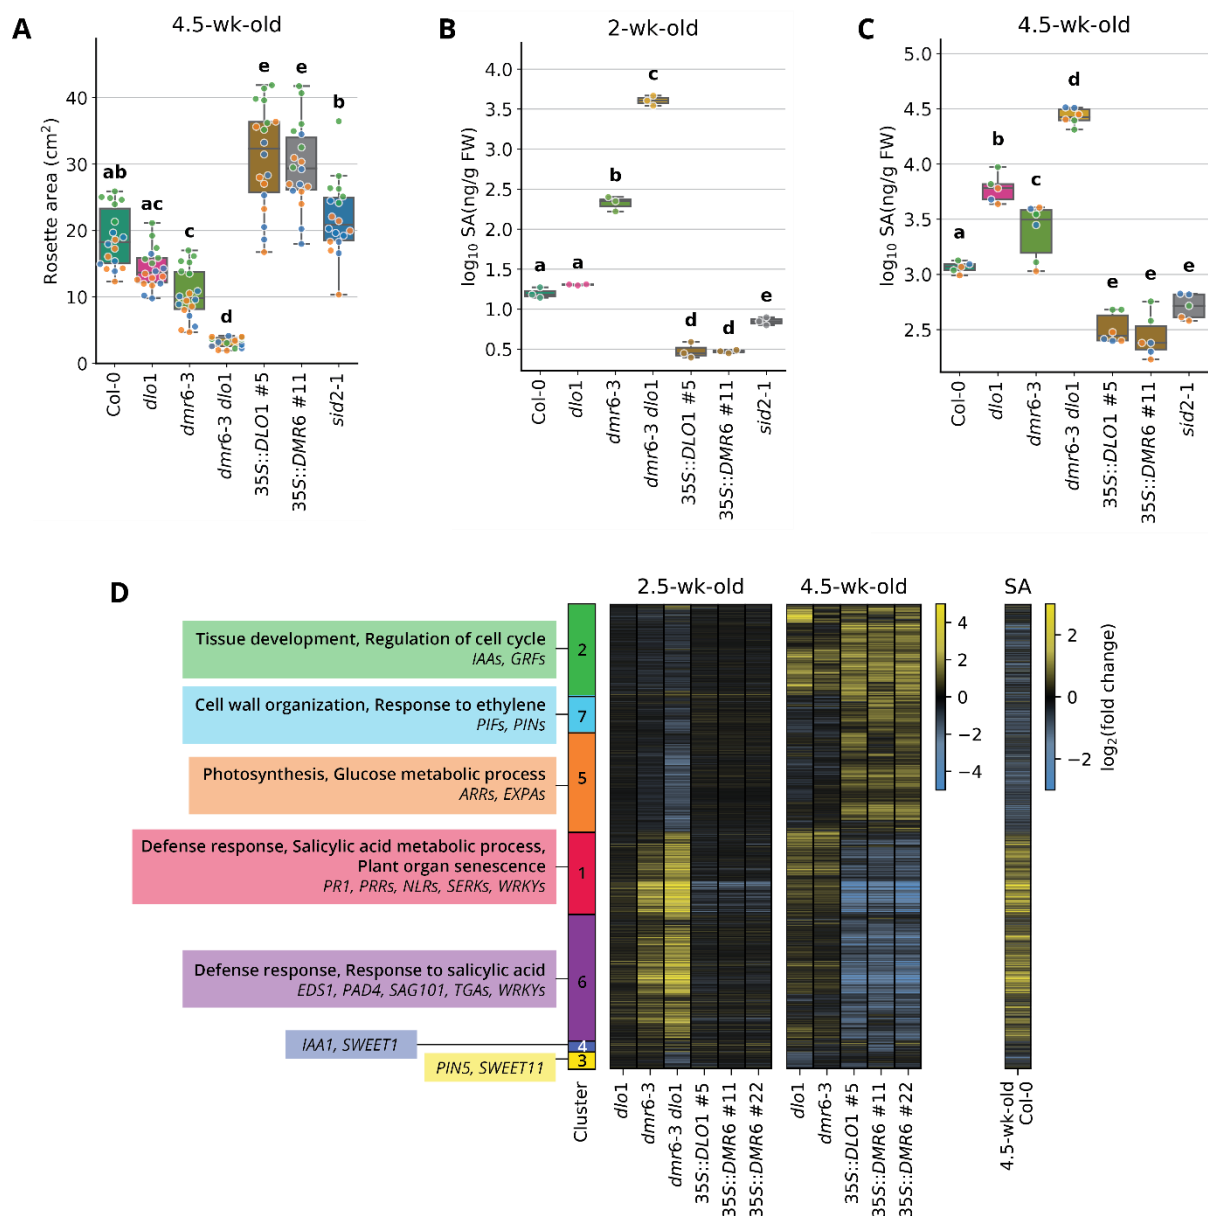 A
4.5-wk-old
Rosette area (cm2)
40
30
20
10
0
ab
ac
c
d
e
e
b
Col-0
dlo1
dmr6-3
dmr6-3 dlo1
35S::DLO1 #5
35S::DMR6 #11
sid2-1
B
2-wk-old
log10 SA(ng/g FW)
4.0
3.5
3.0
2.5
2.0
1.5
1.0
0.5
a
a
b
c
d
d
e
Col-0
dlo1
dmr6-3
dmr6-3 dlo1
35S::DLO1 #5
35S::DMR6 #11
sid2-1
C
4.5-wk-old
log10 SA(ng/g FW)
5.0
4.5
4.0
3.5
3.0
2.5
a
b
c
d
e
e
e
Col-0
dlo1
dmr6-3
dmr6-3 dlo1
35S::DLO1 #5
35S::DMR6 #11
sid2-1
D
2.5-wk-old
4.5-wk-old
SA
Tissue development, Regulation of cell cycle
IAAs, GRFs
2
Cell wall organization, Response to ethylene
PIFs, PINs
7
Photosynthesis, Glucose metabolic process
ARRs, EXPAs
5
Defense response, Salicylic acid metabolic process,
Plant organ senescence
PR1, PRRs, NLRs, SERKs, WRKYs
1
Defense response, Response to salicylic acid
EDS1, PAD4, SAG101, TGAs, WRKYs
6
IAA1, SWEET1
4
PIN5, SWEET11
3
Cluster
dlo1
dmr6-3
dmr6-3 dlo1
35S::DLO1 #5
35S::DMR6 #11
35S::DMR6 #22
dlo1
dmr6-3
35S::DLO1 #5
35S::DMR6 #11
35S::DMR6 #22
4
2
0
−2
−4
2
0
−2
log2(fold change)
4.5-wk-old
Col-0